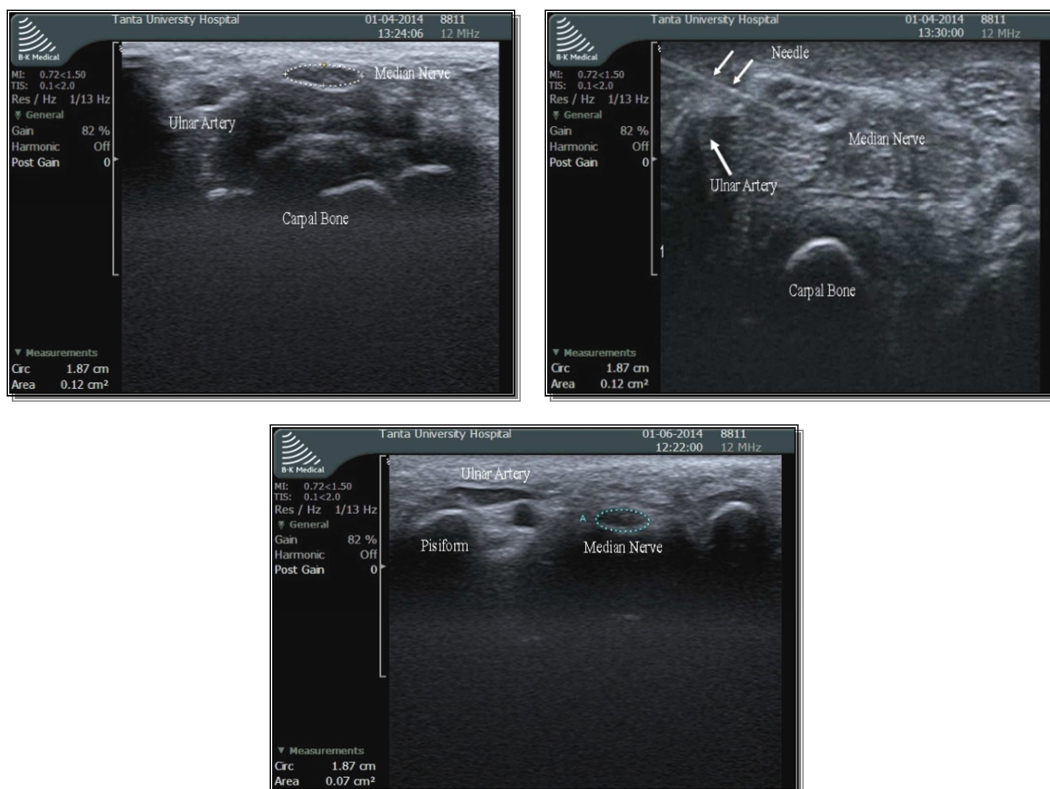 Tanta University Hospital 01-04-2014 8811
13:24:06 12 MHz
B-K Medical
MI: 0.72<1.50
TIS: 0.1<2.0
Res / Hz 1/13 Hz
General
Gain 82 %
Harmonic Off
Post Gain 0
Median Nerve
Ulnar Artery
Carpal Bone
Measurements
Circ 1.87 cm
Area 0.12 cm²
Tanta University Hospital 01-04-2014 8811
13:30:00 12 MHz
B-K Medical
MI: 0.72<1.50
TIS: 0.1<2.0
Res / Hz 1/13 Hz
General
Gain 82 %
Harmonic Off
Post Gain 0
Needle
Median Nerve
Ulnar Artery
Carpal Bone
Measurements
Circ 1.87 cm
Area 0.12 cm²
Tanta University Hospital 01-06-2014 8811
12:22:00 12 MHz
B-K Medical
MI: 0.72<1.50
TIS: 0.1<2.0
Res / Hz 1/13 Hz
General
Gain 82 %
Harmonic Off
Post Gain 0
Ulnar Artery
A
Pisiform
Median Nerve
Measurements
Circ 1.87 cm
Area 0.07 cm²